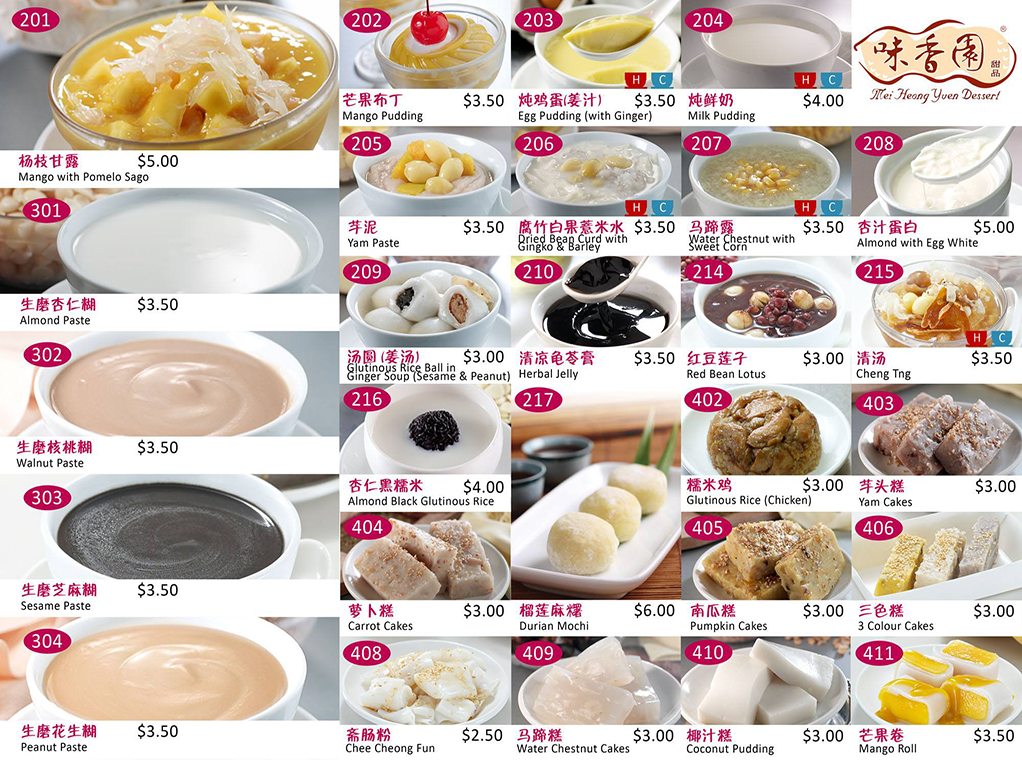 201
杨枝甘露 $5.00
Mango with Pomelo Sago
202
芒果布丁 $3.50
Mango Pudding
203
H C
炖鸡蛋(姜汁) $3.50
Egg Pudding (with Ginger)
204
H C
炖鲜奶 $4.00
Milk Pudding
味香園 ®
甜品
Mei Heong Yuen Dessert
205
芋泥 $3.50
Yam Paste
206
H C
腐竹白果薏米水 $3.50
Dried Bean Curd with
Gingko & Barley
207
H C
马蹄露 $3.50
Water Chestnut with
Sweet Corn
208
杏汁蛋白 $5.00
Almond with Egg White
301
生磨杏仁糊 $3.50
Almond Paste
209
汤圆 (姜汤) $3.00
Glutinous Rice Ball in
Ginger Soup (Sesame & Peanut)
210
清凉龟苓膏 $3.50
Herbal Jelly
214
红豆莲子 $3.00
Red Bean Lotus
215
H C
清汤 $3.50
Cheng Tng
302
生磨核桃糊 $3.50
Walnut Paste
216
杏仁黑糯米 $4.00
Almond Black Glutinous Rice
217
榴莲麻糬 $6.00
Durian Mochi
402
糯米鸡 $3.00
Glutinous Rice (Chicken)
403
芋头糕 $3.00
Yam Cakes
303
生磨芝麻糊 $3.50
Sesame Paste
404
萝卜糕 $3.00
Carrot Cakes
405
南瓜糕 $3.00
Pumpkin Cakes
406
三色糕 $3.00
3 Colour Cakes
304
生磨花生糊 $3.50
Peanut Paste
408
斋肠粉 $2.50
Chee Cheong Fun
409
马蹄糕 $3.00
Water Chestnut Cakes
410
椰汁糕 $3.00
Coconut Pudding
411
芒果卷 $3.50
Mango Roll